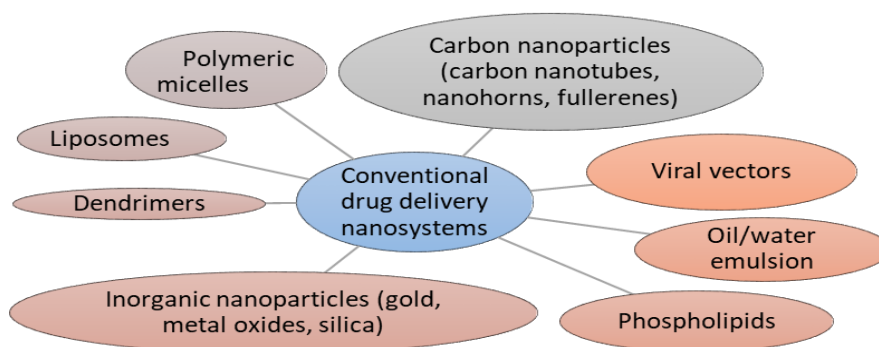 Polymeric
micelles
Carbon nanoparticles
(carbon nanotubes,
nanohorns, fullerenes)
Liposomes
Conventional
drug delivery
nanosystems
Viral vectors
Dendrimers
Oil/water
emulsion
Inorganic nanoparticles (gold,
metal oxides, silica)
Phospholipids